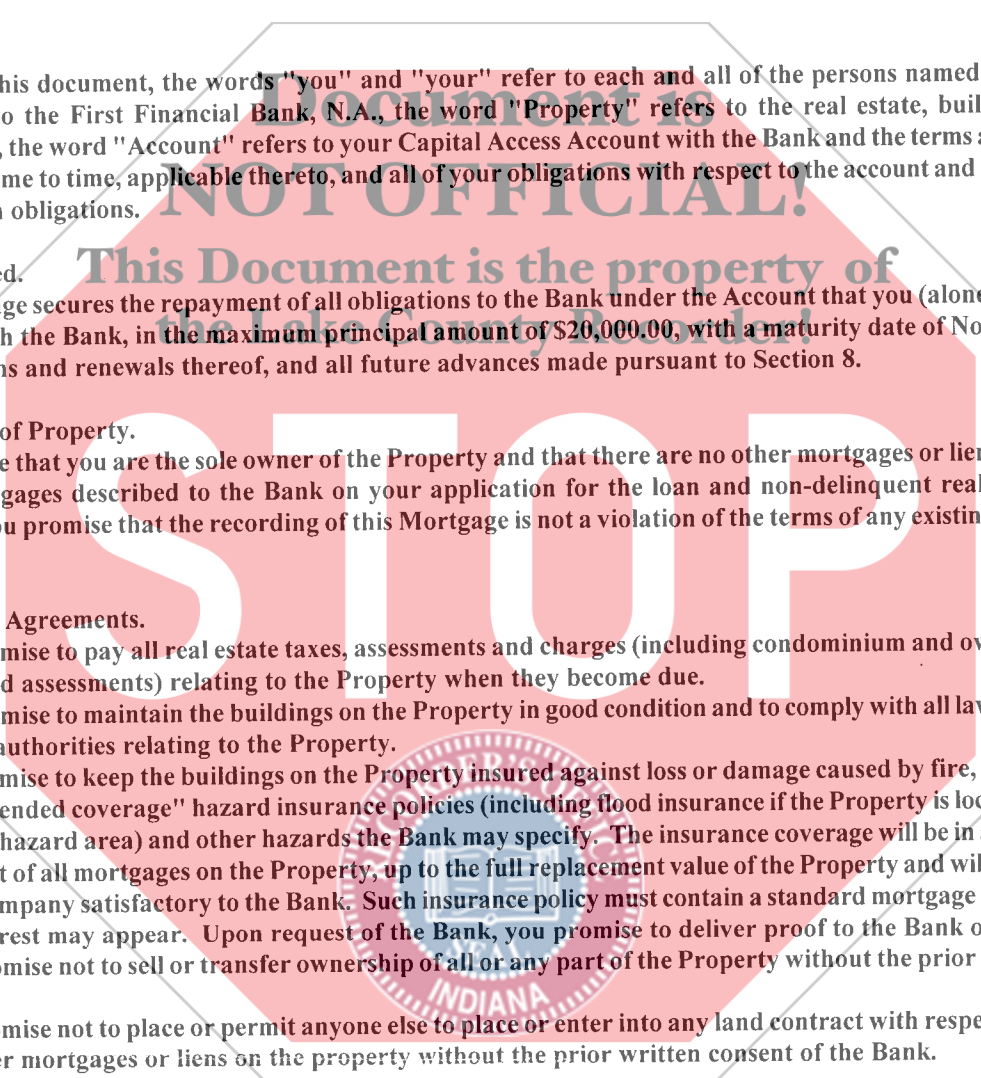 his document, the words "you" and "your" refer to each and all of the persons named
o the First Financial Bank, N.A., the word "Property" refers to the real estate, buil
, the word "Account" refers to your Capital Access Account with the Bank and the terms a
me to time, applicable thereto, and all of your obligations with respect to the account and
obligations.
ed.
ge secures the repayment of all obligations to the Bank under the Account that you (alone
h the Bank, in the maximum principal amount of $20,000.00, with a maturity date of No
ns and renewals thereof, and all future advances made pursuant to Section 8.
of Property.
e that you are the sole owner of the Property and that there are no other mortgages or lien
gages described to the Bank on your application for the loan and non-delinquent real
ou promise that the recording of this Mortgage is not a violation of the terms of any existin
Agreements.
mise to pay all real estate taxes, assessments and charges (including condominium and ow
d assessments) relating to the Property when they become due.
mise to maintain the buildings on the Property in good condition and to comply with all law
authorities relating to the Property.
mise to keep the buildings on the Property insured against loss or damage caused by fire,
ended coverage" hazard insurance policies (including flood insurance if the Property is loc
hazard area) and other hazards the Bank may specify. The insurance coverage will be in
t of all mortgages on the Property, up to the full replacement value of the Property and wil
mpany satisfactory to the Bank. Such insurance policy must contain a standard mortgage
rest may appear. Upon request of the Bank, you promise to deliver proof to the Bank o
omise not to sell or transfer ownership of all or any part of the Property without the prior
omise not to place or permit anyone else to place or enter into any land contract with respe
er mortgages or liens on the property without the prior written consent of the Bank.
Document is
NOT OFFICIAL!
This Document is the property of
the Lake County Recorder!
STOP
SEAL
INDIANA